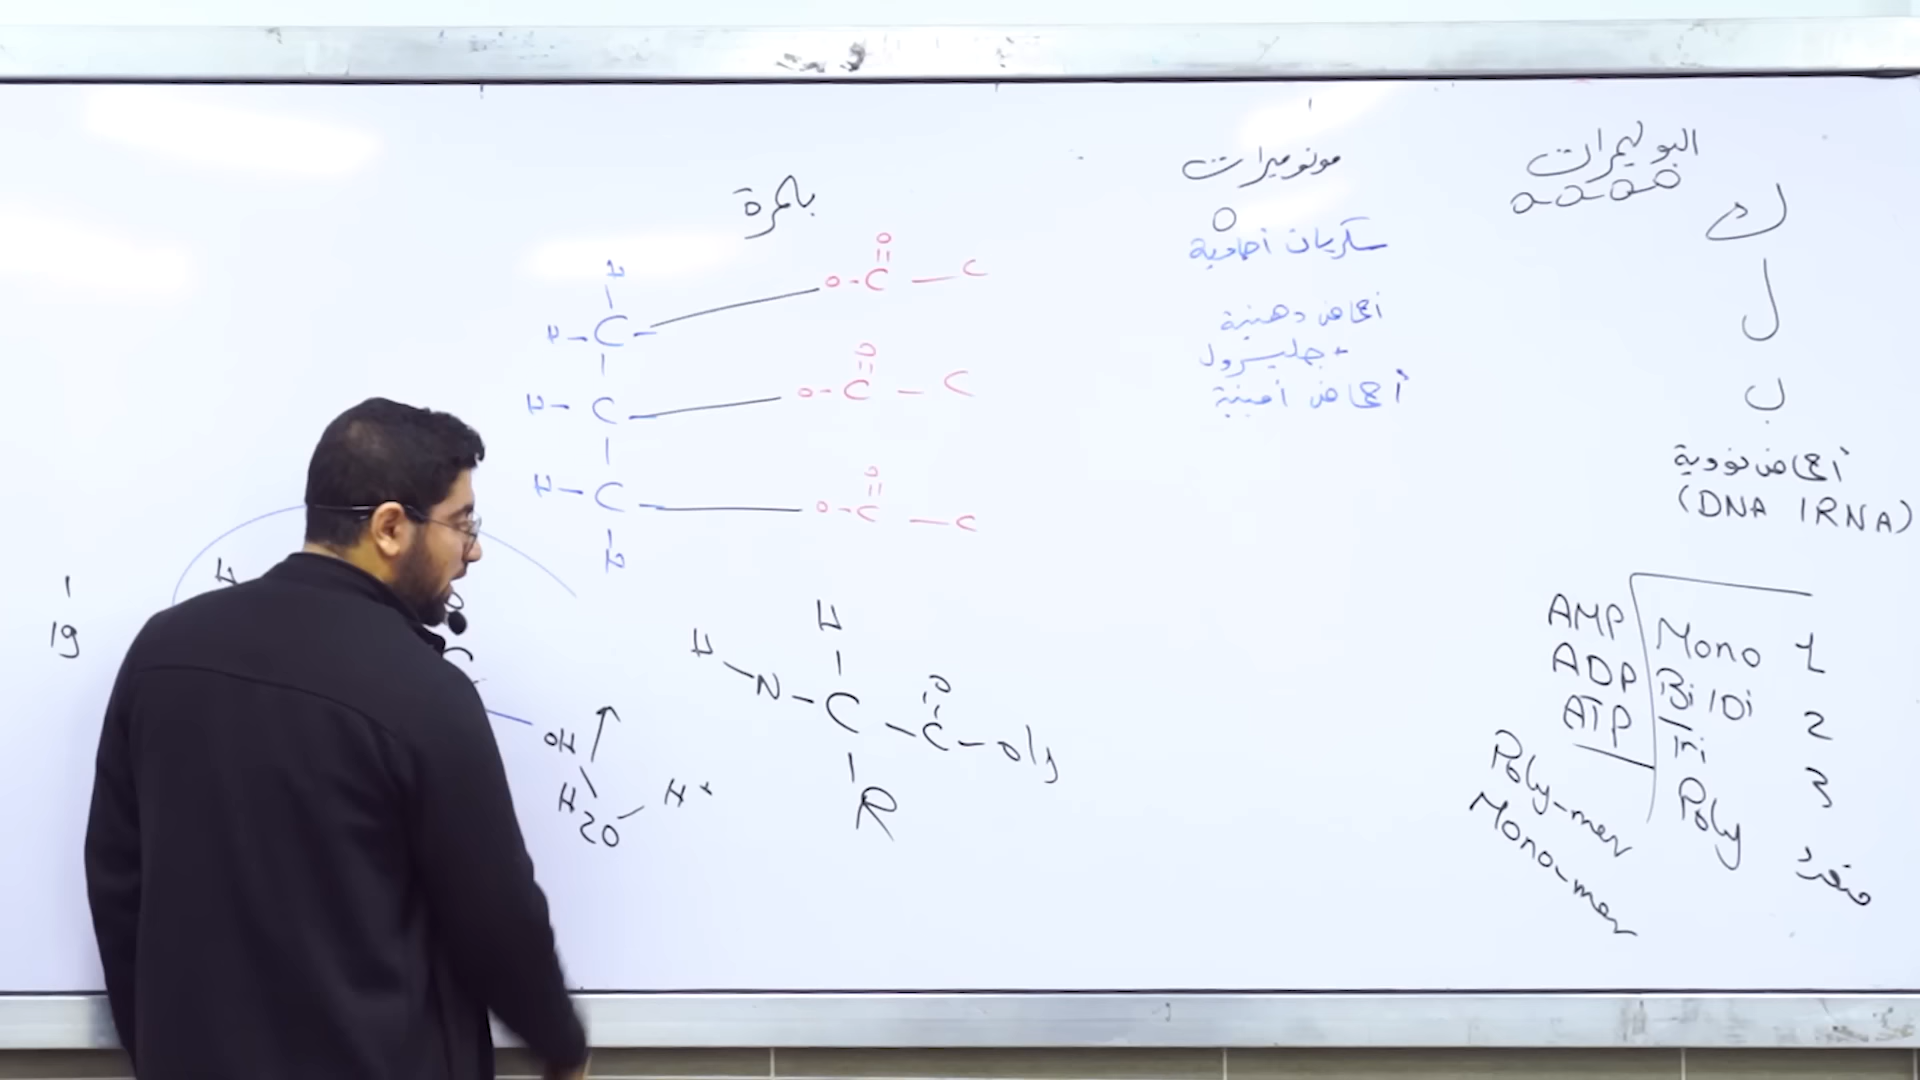 البوليمرات
ك
ل
ب
أحماض نووية
(DNA / RNA)
مونوميرات
سكريات أحادية
أحماض دهنية
+ جليسرول
أحماض أمينية
بلمرة
H
H - C - O - C - C
O
H - C - O - C - C
O
H - C - O - C - C
O
H
H
H
N - C - C - OH
O
R
OH
H2O
H+
H
19
AMP Mono 1
ADP Bi / Di 2
ATP Tri 3
Poly متعدد
Poly-mer
Mono-mer